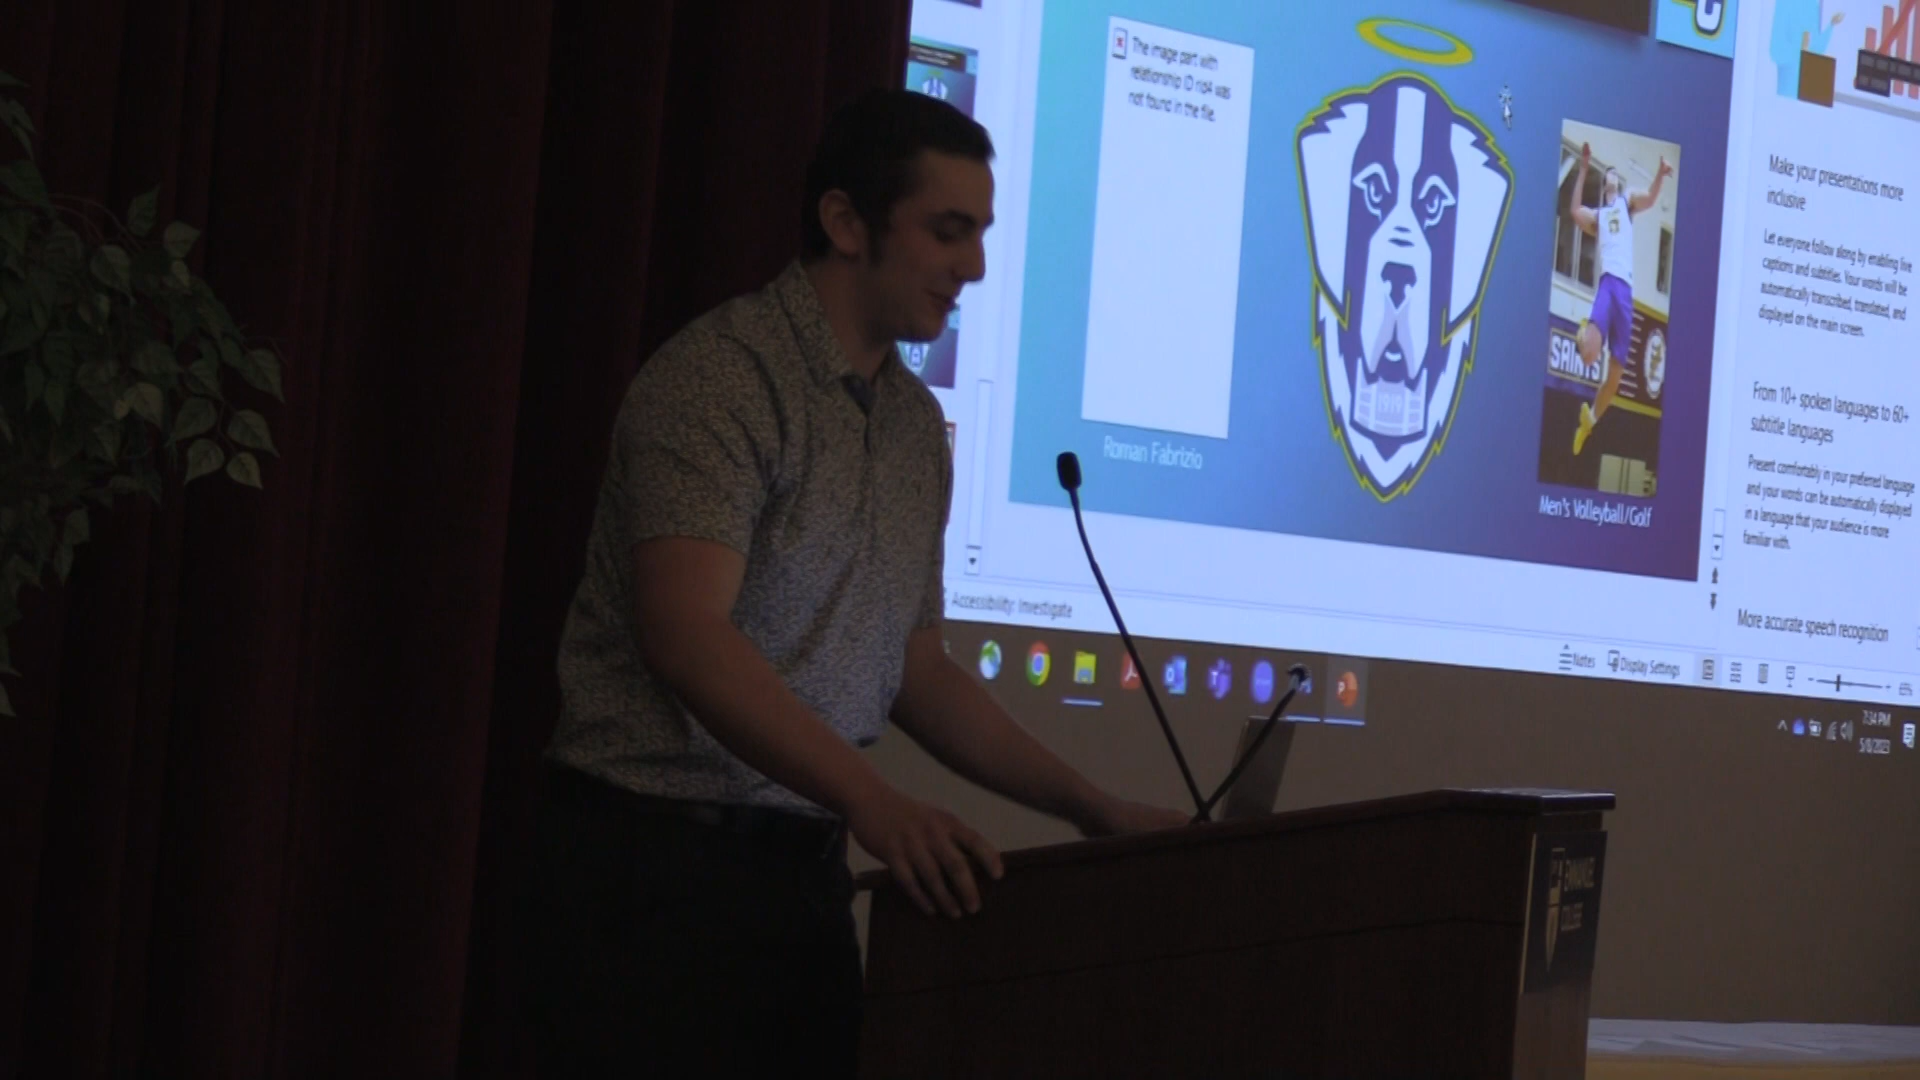 The image part with
relationship ID rId4 was
not found in the file.
Roman Fabrizio
1919
SAINTS
Men's Volleyball/Golf
Make your presentations more
inclusive
Let everyone follow along by enabling live
captions and subtitles. Your words will be
automatically transcribed, translated, and
displayed on the main screen.
From 10+ spoken languages to 60+
subtitle languages
Present comfortably in your preferred language
and your words can be automatically displayed
in a language that your audience is more
familiar with.
More accurate speech recognition
Accessibility: Investigate
Notes
Display Settings
7:34 PM
EMMANUEL
COLLEGE